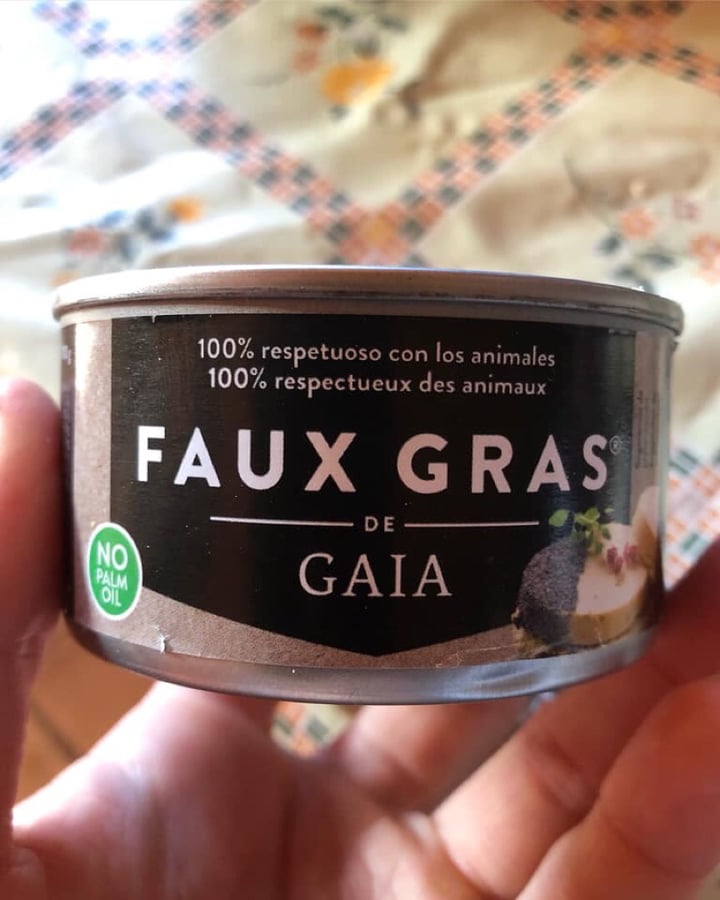 100% respetuoso con los animales
100% respectueux des animaux
FAUX GRAS®
DE
GAIA
NO
PALM
OIL